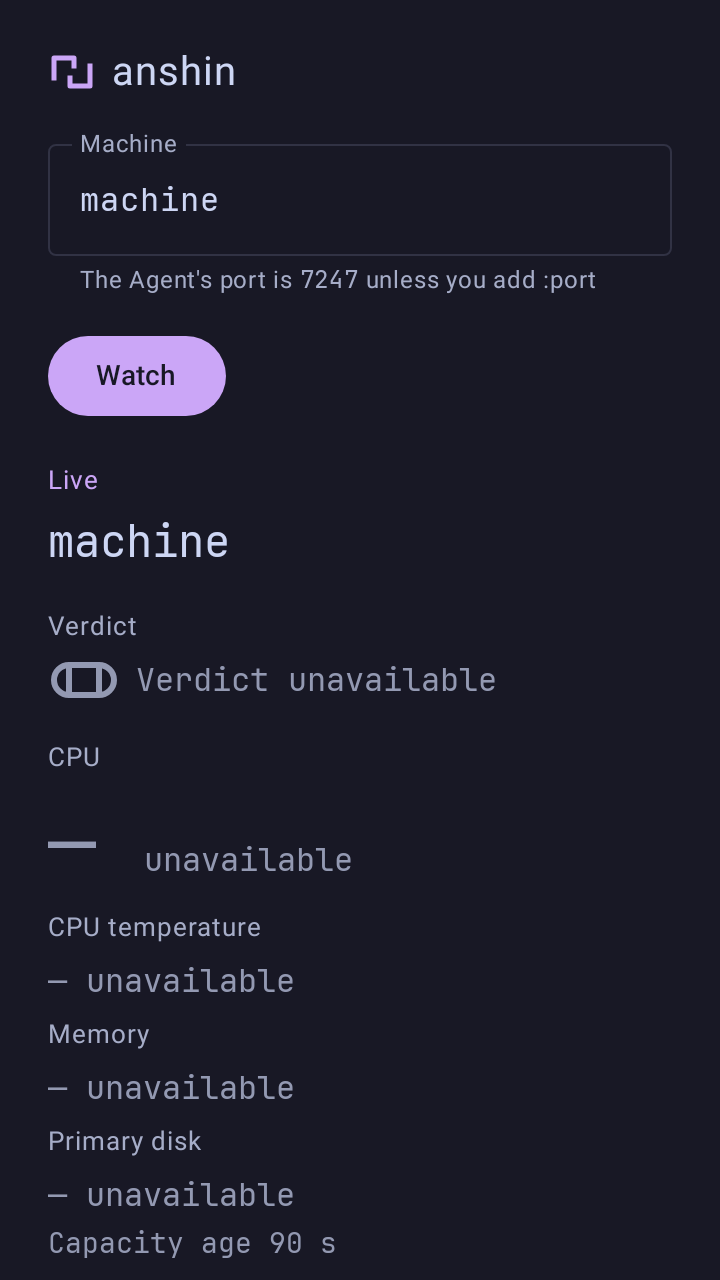 anshin
Machine
machine
The Agent's port is 7247 unless you add :port
Watch
Live
machine
Verdict
Verdict unavailable
CPU
— unavailable
CPU temperature
— unavailable
Memory
— unavailable
Primary disk
— unavailable
Capacity age 90 s